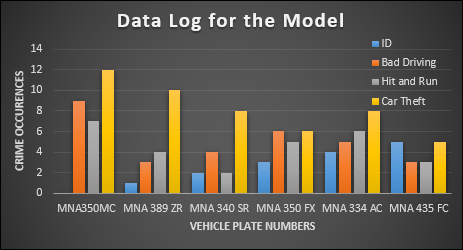 Data Log for the Model
ID
Bad Driving
Hit and Run
Car Theft
CRIME OCCURENCES
14
12
10
8
6
4
2
0
MNA350MC MNA 389 ZR MNA 340 SR MNA 350 FX MNA 334 AC MNA 435 FC
VEHICLE PLATE NUMBERS